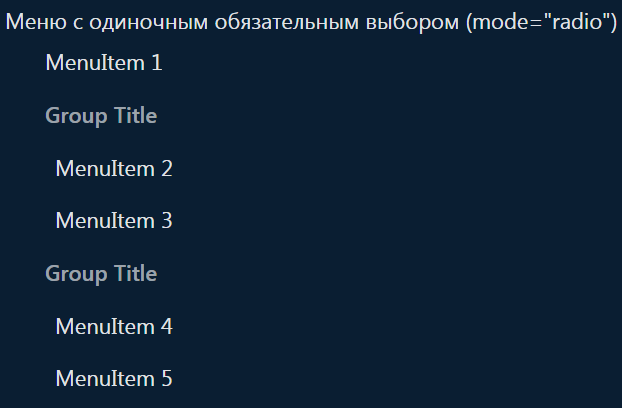 Меню с одиночным обязательным выбором (mode="radio")
MenuItem 1
Group Title
MenuItem 2
MenuItem 3
Group Title
MenuItem 4
MenuItem 5